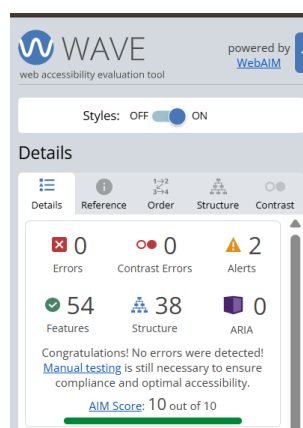 WAVE
web accessibility evaluation tool
powered by
WebAIM
Styles: OFF ON
Details
Details Reference Order Structure Contrast
0 0 2
Errors Contrast Errors Alerts
54 38 0
Features Structure ARIA
Congratulations! No errors were detected!
Manual testing is still necessary to ensure
compliance and optimal accessibility.
AIM Score: 10 out of 10